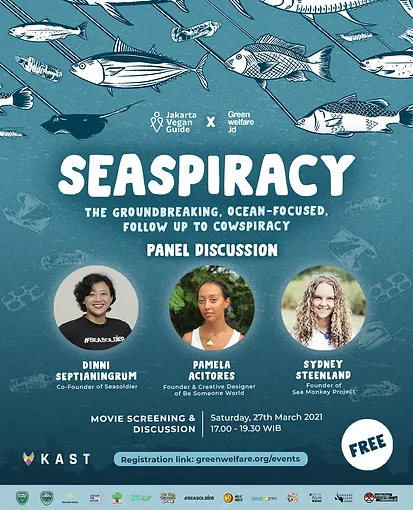 Jakarta
Vegan
Guide
X
Green
welfare
.id
SEASPIRACY
THE GROUNDBREAKING, OCEAN-FOCUSED,
FOLLOW UP TO COWSPIRACY
PANEL DISCUSSION
#SEASOLDIER
DINNI
SEPTIANINGRUM
Co-Founder of Seasoldier
PAMELA
ACITORES
Founder & Creative Designer
of Be Someone World
SYDNEY
STEENLAND
Founder of
Sea Monkey Project
MOVIE SCREENING &
DISCUSSION
Saturday, 27th March 2021
17.00 - 19.30 WIB
FREE
KAST
Registration link: greenwelfare.org/events
#SEASOLDIER